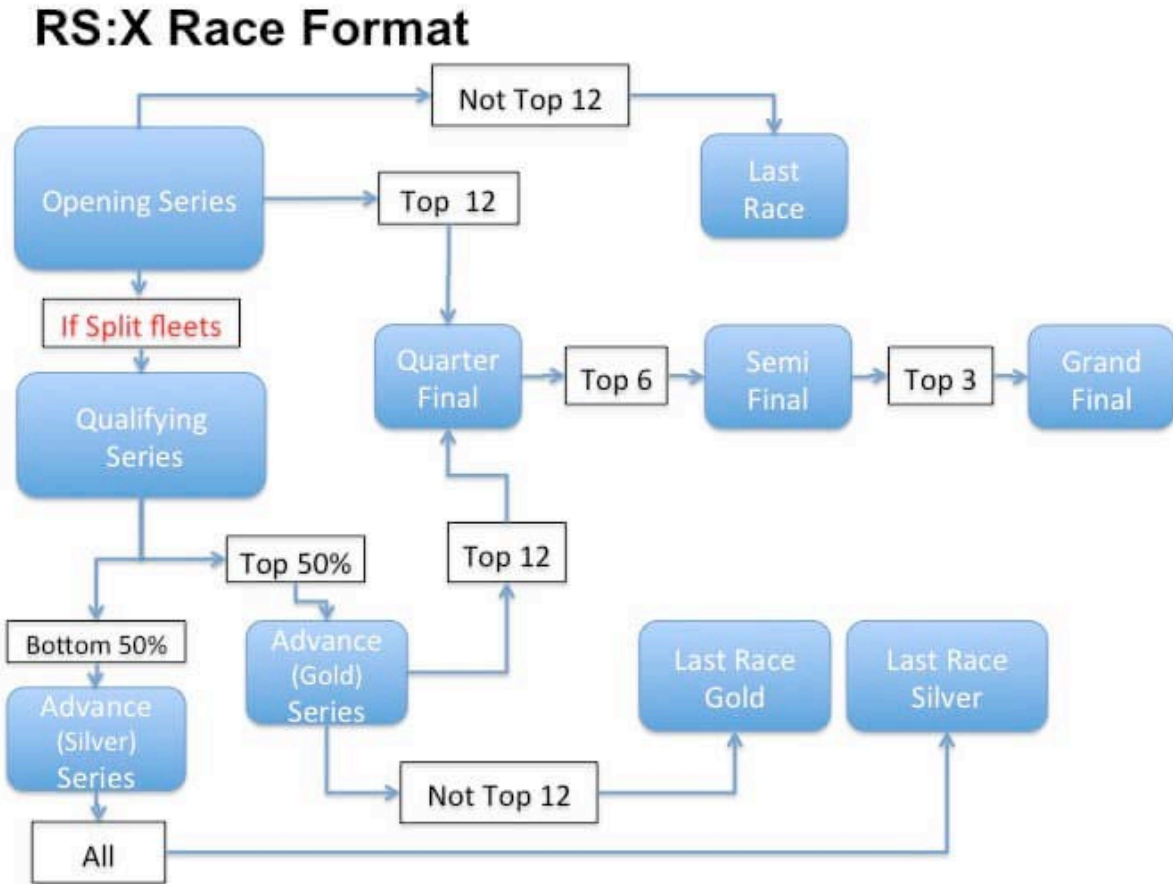 RS:X Race Format
Not Top 12
Opening Series
Top 12
Last
Race
If Split fleets
Quarter
Final
Top 6
Semi
Final
Top 3
Grand
Final
Qualifying
Series
Top 50%
Top 12
Bottom 50%
Advance
(Gold)
Series
Last Race
Gold
Last Race
Silver
Advance
(Silver)
Series
Not Top 12
All